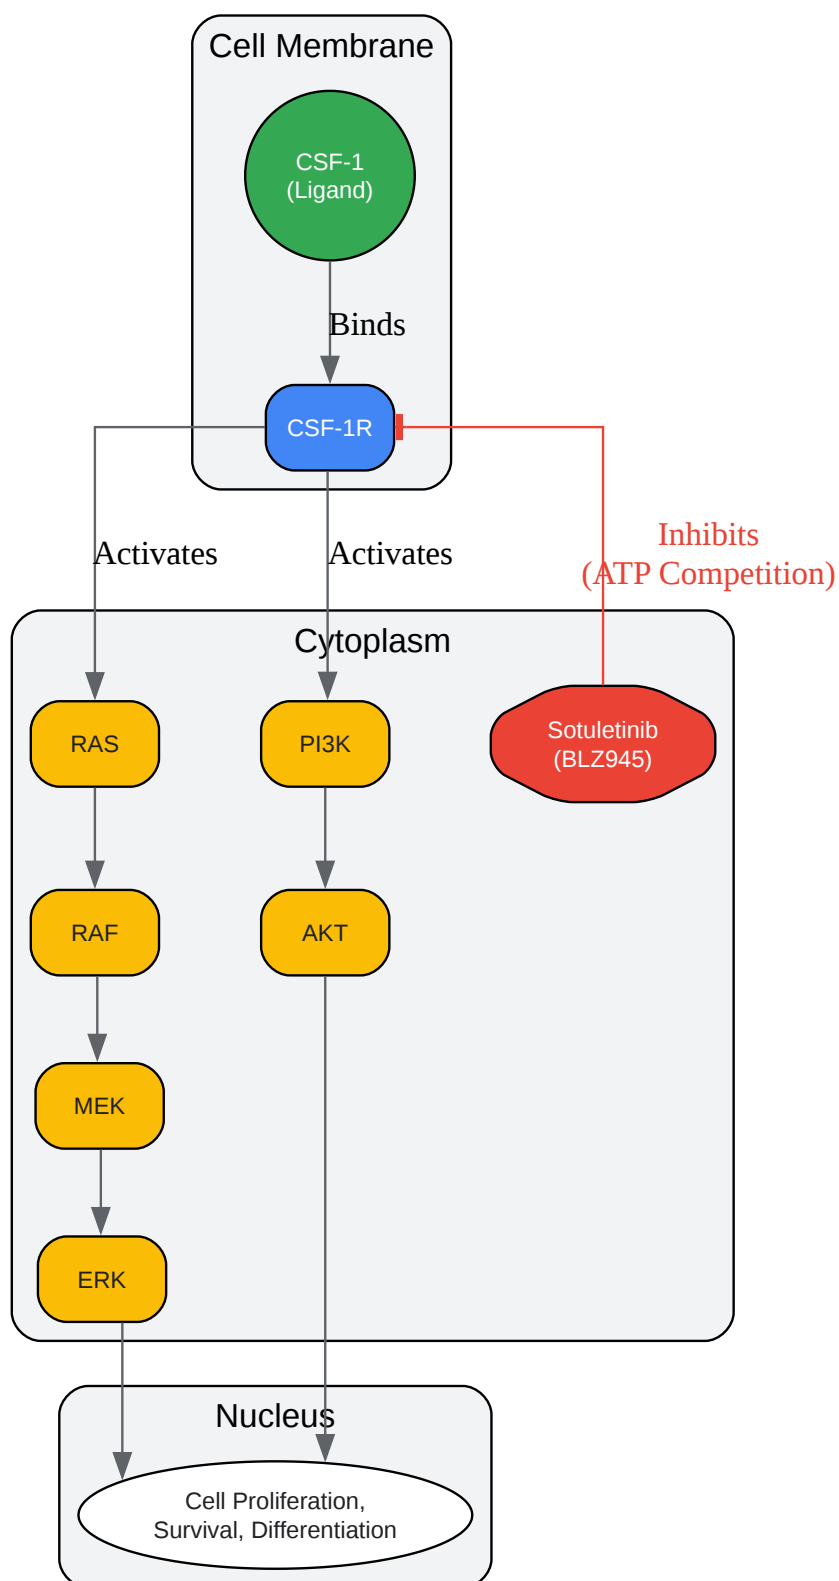 Cell Membrane
CSF-1
(Ligand)
Binds
CSF-1R
Activates
Activates
Inhibits
(ATP Competition)
Cytoplasm
RAS
PI3K
Sotuletinib
(BLZ945)
RAF
AKT
MEK
ERK
Nucleus
Cell Proliferation,
Survival, Differentiation